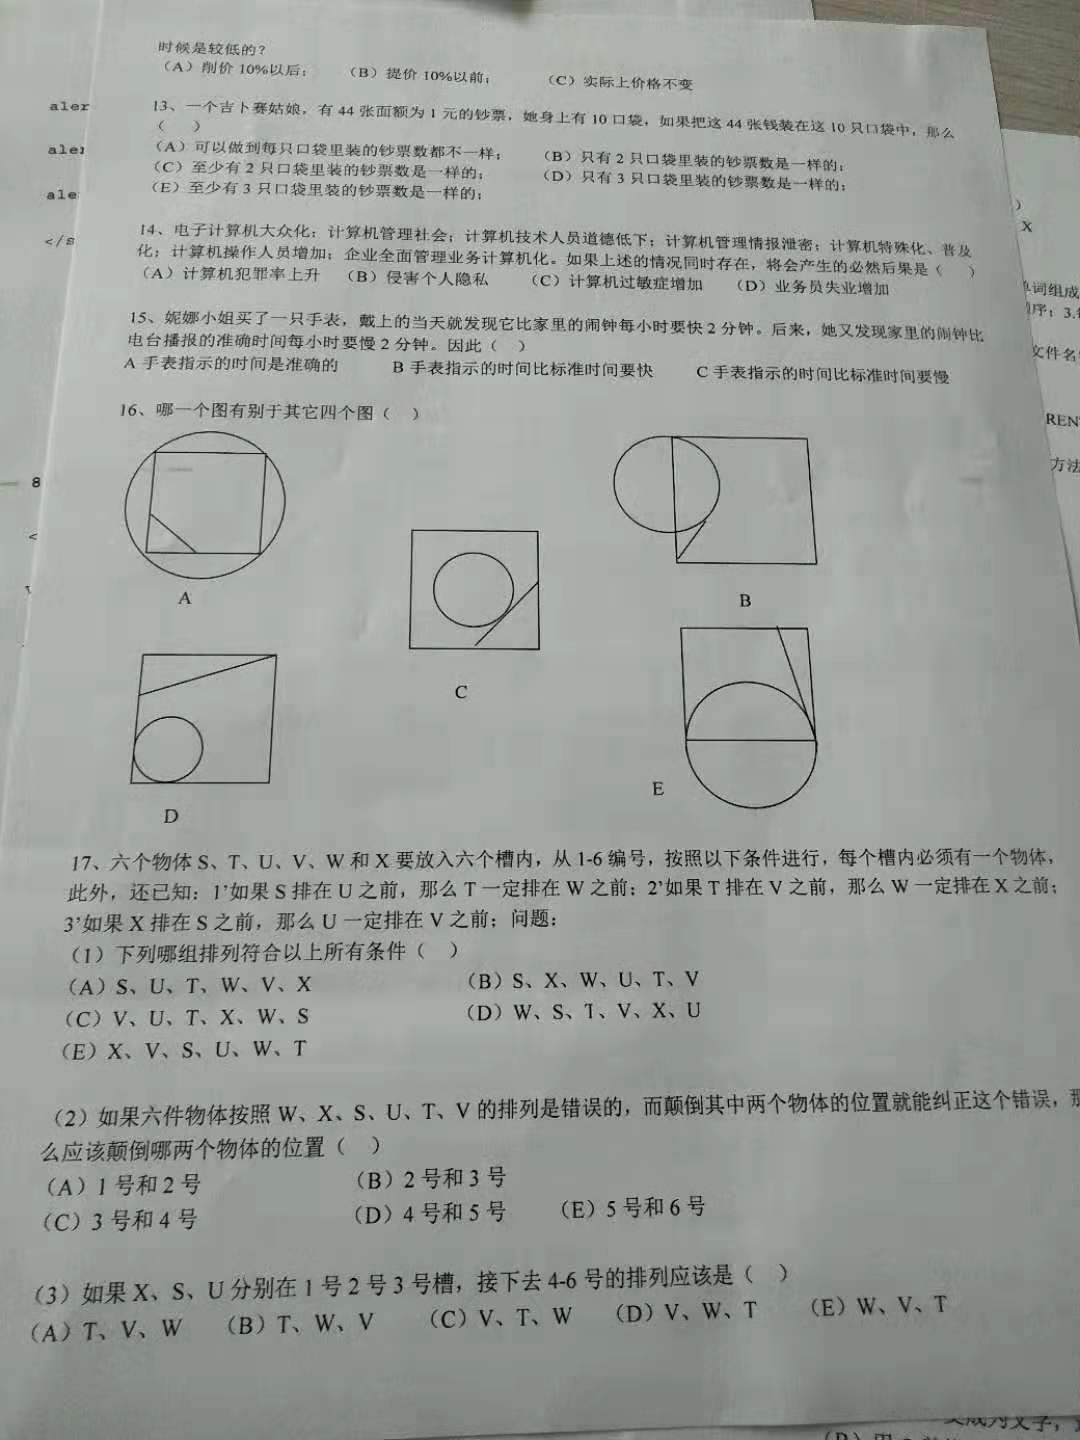 时候是较低的？
（A）削价 10%以后；　（B）提价 10%以前；　（C）实际上价格不变
13、一个吉卜赛姑娘，有 44 张面额为 1 元的钞票，她身上有 10 口袋，如果把这 44 张钱装在这 10 只口袋中，那么
（　）
（A）可以做到每只口袋里装的钞票数都不一样；　（B）只有 2 只口袋里装的钞票数是一样的；
（C）至少有 2 只口袋里装的钞票数是一样的；　（D）只有 3 只口袋里装的钞票数是一样的；
（E）至少有 3 只口袋里装的钞票数是一样的；
14、电子计算机大众化；计算机管理社会；计算机技术人员道德低下；计算机管理情报泄密；计算机特殊化、普及
化；计算机操作人员增加；企业全面管理业务计算机化。如果上述的情况同时存在，将会产生的必然后果是（　）
（A）计算机犯罪率上升　（B）侵害个人隐私　（C）计算机过敏症增加　（D）业务员失业增加
15、妮娜小姐买了一只手表，戴上的当天就发现它比家里的闹钟每小时要快 2 分钟。后来，她又发现家里的闹钟比
电台播报的准确时间每小时要慢 2 分钟。因此（　）
A 手表指示的时间是准确的　B 手表指示的时间比标准时间要快　C 手表指示的时间比标准时间要慢
16、哪一个图有别于其它四个图（　）
A
B
C
D
E
17、六个物体 S、T、U、V、W 和 X 要放入六个槽内，从 1-6 编号，按照以下条件进行，每个槽内必须有一个物体，
此外，还已知：1’如果 S 排在 U 之前，那么 T 一定排在 W 之前；2’如果 T 排在 V 之前，那么 W 一定排在 X 之前；
3’如果 X 排在 S 之前，那么 U 一定排在 V 之前；问题：
（1）下列哪组排列符合以上所有条件（　）
（A）S、U、T、W、V、X　（B）S、X、W、U、T、V
（C）V、U、T、X、W、S　（D）W、S、T、V、X、U
（E）X、V、S、U、W、T
（2）如果六件物体按照 W、X、S、U、T、V 的排列是错误的，而颠倒其中两个物体的位置就能纠正这个错误，那
么应该颠倒哪两个物体的位置（　）
（A）1 号和 2 号　（B）2 号和 3 号
（C）3 号和 4 号　（D）4 号和 5 号　（E）5 号和 6 号
（3）如果 X、S、U 分别在 1 号 2 号 3 号槽，接下去 4-6 号的排列应该是（　）
（A）T、V、W　（B）T、W、V　（C）V、T、W　（D）V、W、T　（E）W、V、T
aler
ale
ale
</s
8
<
X
词组成
序；3.
文件名
REN
方法